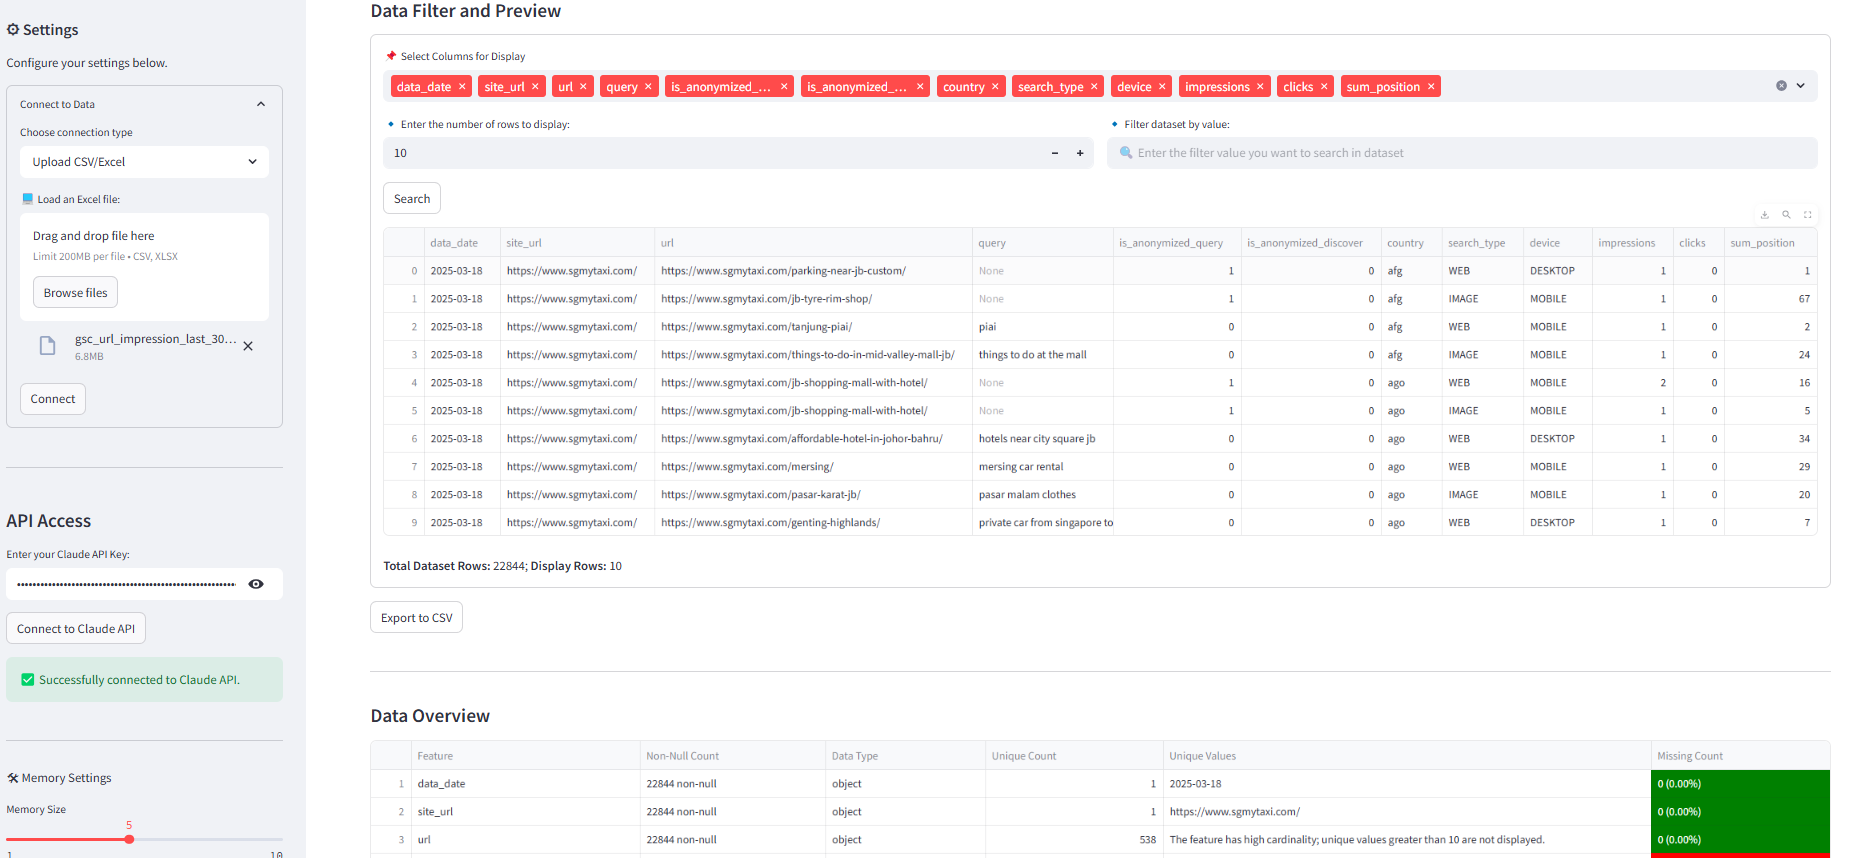 Settings
Configure your settings below.
Connect to Data
Choose connection type
Upload CSV/Excel
Load an Excel file:
Drag and drop file here
Limit 200MB per file • CSV, XLSX
Browse files
gsc_url_impression_last_30...
6.8MB
Connect
API Access
Enter your Claude API Key:
Connect to Claude API
Successfully connected to Claude API.
Memory Settings
Memory Size
5
1 10
Data Filter and Preview
Select Columns for Display
data_date × site_url × url × query × is_anonymized_... × is_anonymized_... × country × search_type × device × impressions × clicks × sum_position ×
Enter the number of rows to display: Filter dataset by value:
10 − + Enter the filter value you want to search in dataset
Search
data_date site_url url query is_anonymized_query is_anonymized_discover country search_type device impressions clicks sum_position
0 2025-03-18 https://www.sgmytaxi.com/ https://www.sgmytaxi.com/parking-near-jb-custom/ None 1 0 afg WEB DESKTOP 1 0 1
1 2025-03-18 https://www.sgmytaxi.com/ https://www.sgmytaxi.com/jb-tyre-rim-shop/ None 1 0 afg IMAGE MOBILE 1 0 67
2 2025-03-18 https://www.sgmytaxi.com/ https://www.sgmytaxi.com/tanjung-piai/ piai 0 0 afg WEB MOBILE 1 0 2
3 2025-03-18 https://www.sgmytaxi.com/ https://www.sgmytaxi.com/things-to-do-in-mid-valley-mall-jb/ things to do at the mall 0 0 afg IMAGE MOBILE 1 0 24
4 2025-03-18 https://www.sgmytaxi.com/ https://www.sgmytaxi.com/jb-shopping-mall-with-hotel/ None 1 0 ago WEB MOBILE 2 0 16
5 2025-03-18 https://www.sgmytaxi.com/ https://www.sgmytaxi.com/jb-shopping-mall-with-hotel/ None 1 0 ago IMAGE MOBILE 1 0 5
6 2025-03-18 https://www.sgmytaxi.com/ https://www.sgmytaxi.com/affordable-hotel-in-johor-bahru/ hotels near city square jb 0 0 ago WEB DESKTOP 1 0 34
7 2025-03-18 https://www.sgmytaxi.com/ https://www.sgmytaxi.com/mersing/ mersing car rental 0 0 ago WEB MOBILE 1 0 29
8 2025-03-18 https://www.sgmytaxi.com/ https://www.sgmytaxi.com/pasar-karat-jb/ pasar malam clothes 0 0 ago IMAGE MOBILE 1 0 20
9 2025-03-18 https://www.sgmytaxi.com/ https://www.sgmytaxi.com/genting-highlands/ private car from singapore to 0 0 ago WEB DESKTOP 1 0 7
Total Dataset Rows: 22844; Display Rows: 10
Export to CSV
Data Overview
Feature Non-Null Count Data Type Unique Count Unique Values Missing Count
1 data_date 22844 non-null object 1 2025-03-18 0 (0.00%)
2 site_url 22844 non-null object 1 https://www.sgmytaxi.com/ 0 (0.00%)
3 url 22844 non-null object 538 The feature has high cardinality; unique values greater than 10 are not displayed. 0 (0.00%)